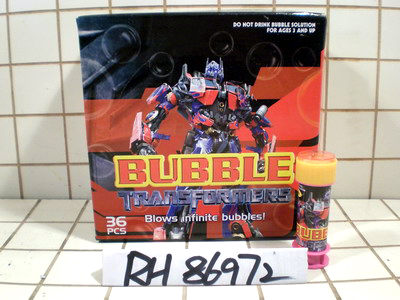 DO NOT DRINK BUBBLE SOLUTION
FOR AGES 3 AND UP
BUBBLE
TRANSFORMERS
Blows infinite bubbles!
36
PCS
BUBB
RH 86972